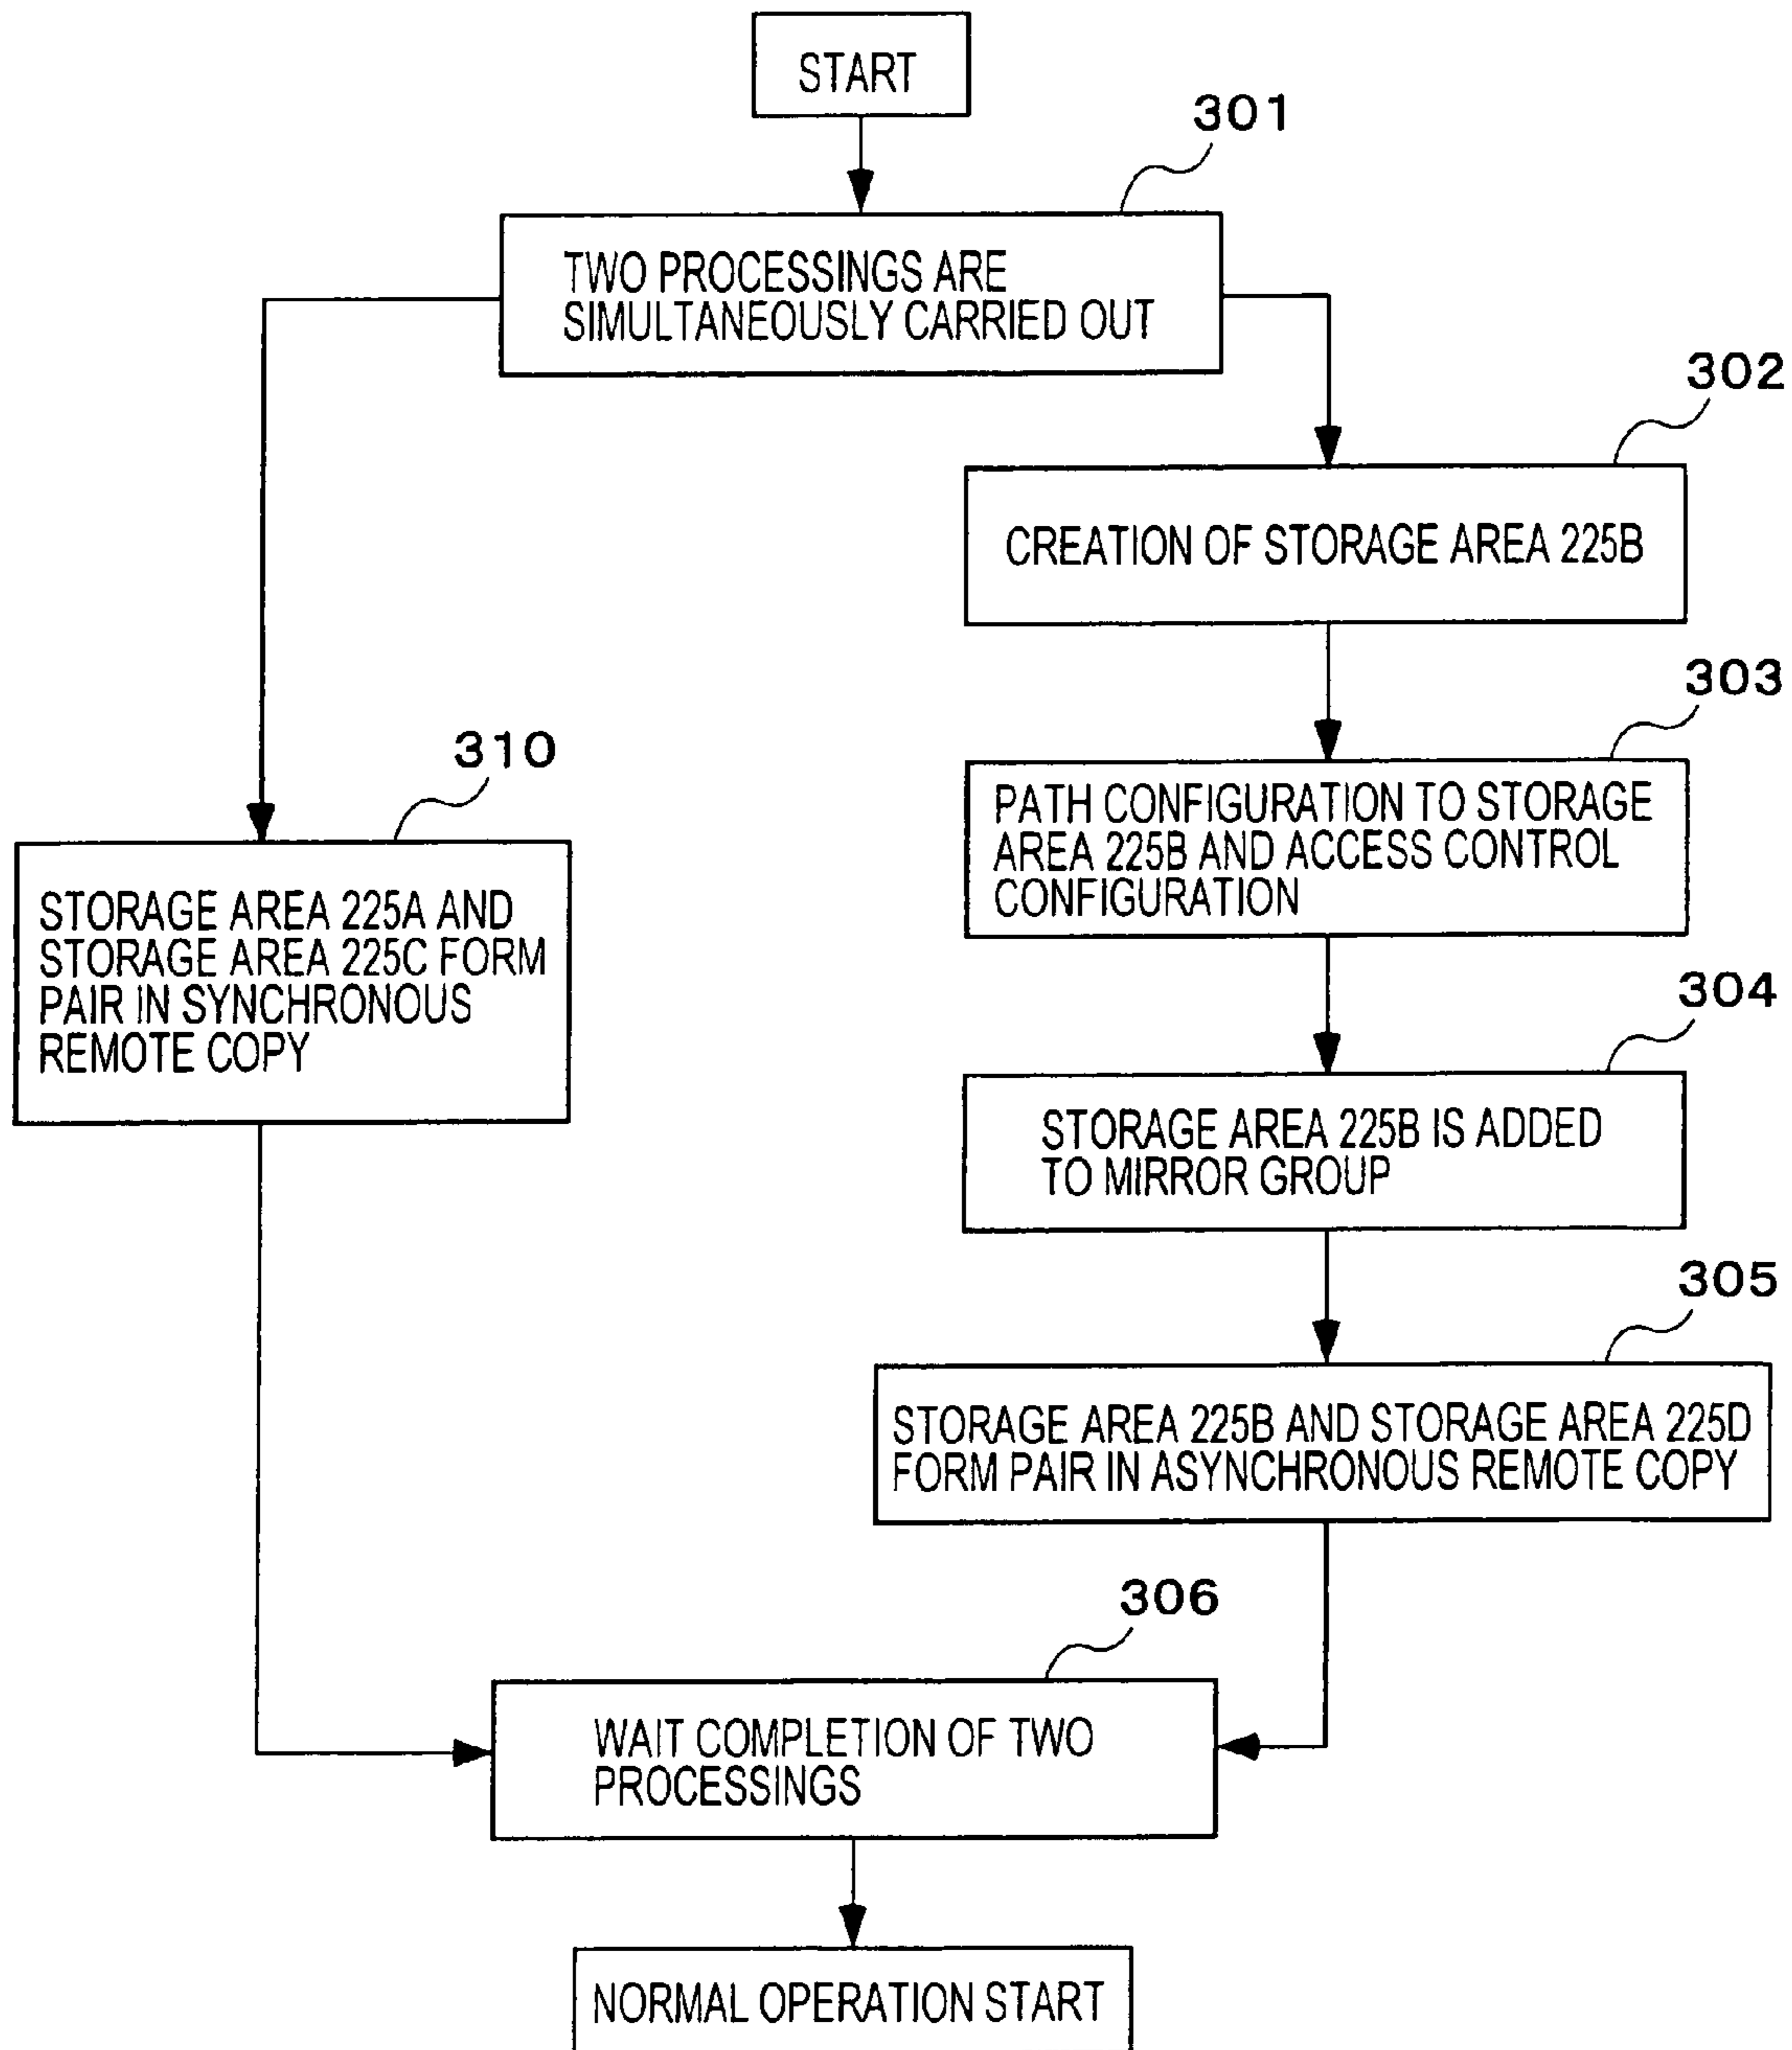 START
301
TWO PROCESSINGS ARE
SIMULTANEOUSLY CARRIED OUT
302
CREATION OF STORAGE AREA 225B
303
PATH CONFIGURATION TO STORAGE
AREA 225B AND ACCESS CONTROL
CONFIGURATION
310
STORAGE AREA 225A AND
STORAGE AREA 225C FORM
PAIR IN SYNCHRONOUS
REMOTE COPY
304
STORAGE AREA 225B IS ADDED
TO MIRROR GROUP
305
STORAGE AREA 225B AND STORAGE AREA 225D
FORM PAIR IN ASYNCHRONOUS REMOTE COPY
306
WAIT COMPLETION OF TWO
PROCESSINGS
NORMAL OPERATION START